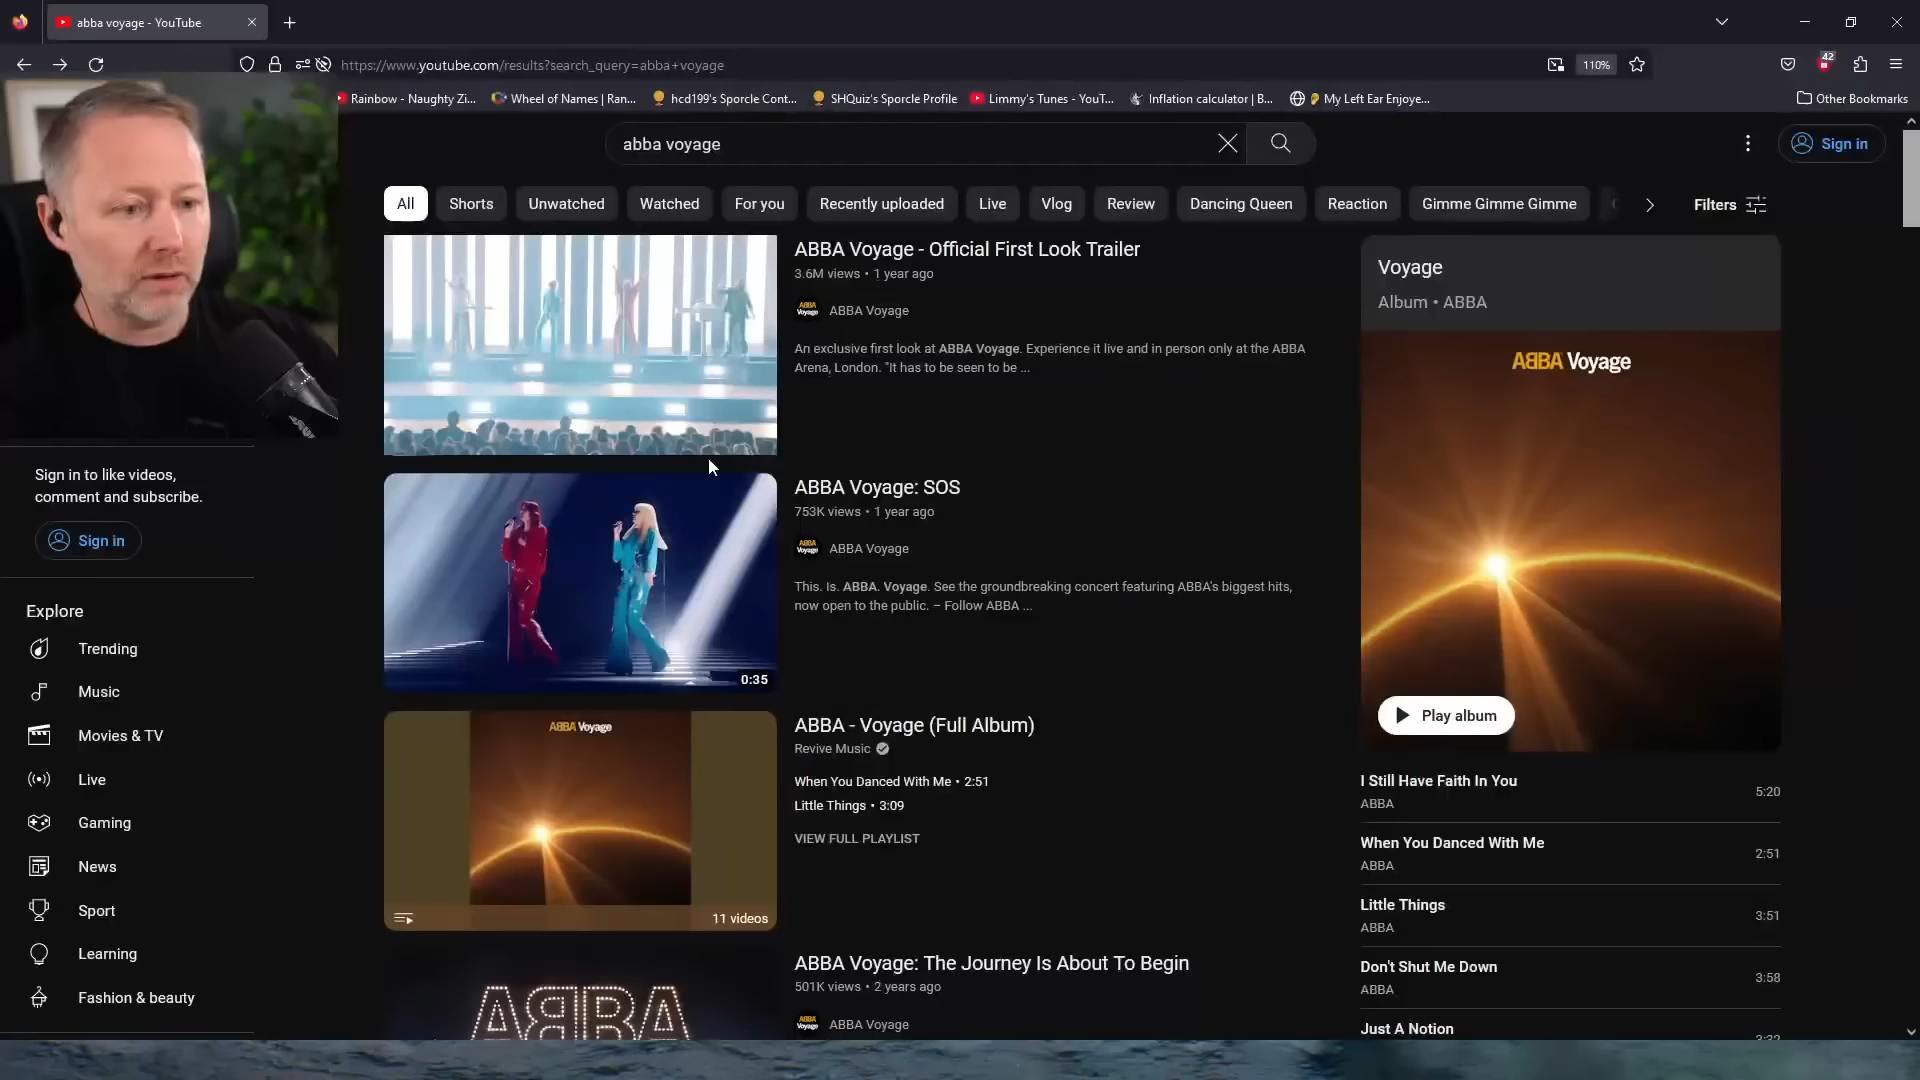 abba voyage - YouTube
https://www.youtube.com/results?search_query=abba+voyage
110%
42
Rainbow - Naughty Zi...
Wheel of Names | Ran...
hcd199's Sporcle Cont...
SHQuiz's Sporcle Profile
Limmy's Tunes - YouT...
Inflation calculator | B...
My Left Ear Enjoye...
Other Bookmarks
abba voyage
Sign in
All
Shorts
Unwatched
Watched
For you
Recently uploaded
Live
Vlog
Review
Dancing Queen
Reaction
Gimme Gimme Gimme
Filters
Sign in to like videos,
comment and subscribe.
Sign in
Explore
Trending
Music
Movies & TV
Live
Gaming
News
Sport
Learning
Fashion & beauty
ABBA Voyage - Official First Look Trailer
3.6M views • 1 year ago
ABBA Voyage
ABBA Voyage
An exclusive first look at ABBA Voyage. Experience it live and in person only at the ABBA
Arena, London. "It has to be seen to be ...
0:35
ABBA Voyage: SOS
753K views • 1 year ago
ABBA Voyage
ABBA Voyage
This. Is. ABBA. Voyage. See the groundbreaking concert featuring ABBA's biggest hits,
now open to the public. – Follow ABBA ...
ABBA Voyage
11 videos
ABBA - Voyage (Full Album)
Revive Music
When You Danced With Me • 2:51
Little Things • 3:09
VIEW FULL PLAYLIST
ABBA
ABBA Voyage: The Journey Is About To Begin
501K views • 2 years ago
ABBA Voyage
ABBA Voyage
Voyage
Album • ABBA
ABBA Voyage
Play album
I Still Have Faith In You
ABBA
5:20
When You Danced With Me
ABBA
2:51
Little Things
ABBA
3:51
Don't Shut Me Down
ABBA
3:58
Just A Notion